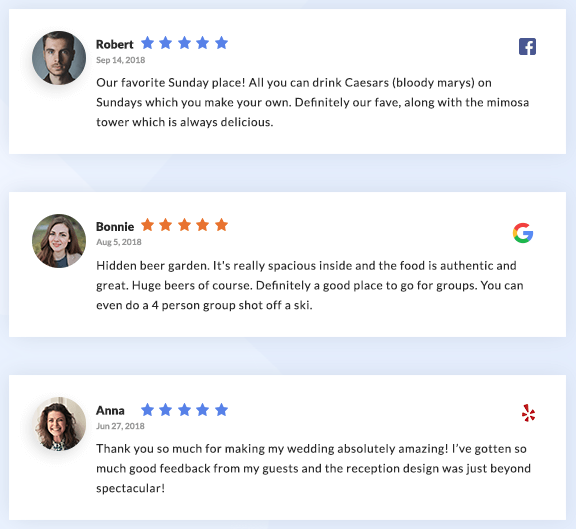 Robert
Sep 14, 2018
Our favorite Sunday place! All you can drink Caesars (bloody marys) on
Sundays which you make your own. Definitely our fave, along with the mimosa
tower which is always delicious.
Bonnie
Aug 5, 2018
Hidden beer garden. It's really spacious inside and the food is authentic and
great. Huge beers of course. Definitely a good place to go for groups. You can
even do a 4 person group shot off a ski.
Anna
Jun 27, 2018
Thank you so much for making my wedding absolutely amazing! I've gotten so
much good feedback from my guests and the reception design was just beyond
spectacular!